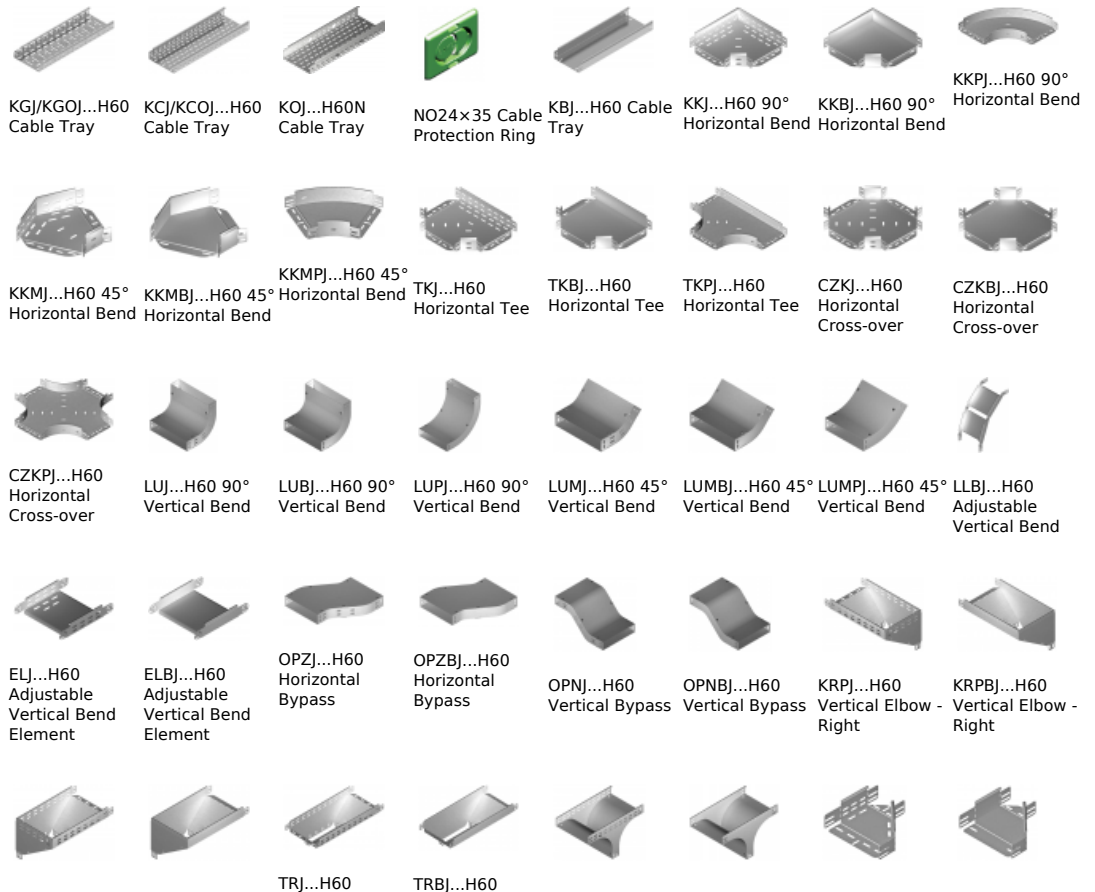 KGJ/KGOJ...H60
Cable Tray
KCJ/KCOJ...H60
Cable Tray
KOJ...H60N
Cable Tray
NO24×35 Cable
Protection Ring
KBJ...H60 Cable
Tray
KKJ...H60 90°
Horizontal Bend
KKBJ...H60 90°
Horizontal Bend
KKPJ...H60 90°
Horizontal Bend
KKMJ...H60 45°
Horizontal Bend
KKMBJ...H60 45°
Horizontal Bend
KKMPJ...H60 45°
Horizontal Bend
TKJ...H60
Horizontal Tee
TKBJ...H60
Horizontal Tee
TKPJ...H60
Horizontal Tee
CZKJ...H60
Horizontal
Cross-over
CZKBJ...H60
Horizontal
Cross-over
CZKPJ...H60
Horizontal
Cross-over
LUJ...H60 90°
Vertical Bend
LUBJ...H60 90°
Vertical Bend
LUPJ...H60 90°
Vertical Bend
LUMJ...H60 45°
Vertical Bend
LUMBJ...H60 45°
Vertical Bend
LUMPJ...H60 45°
Vertical Bend
LLBJ...H60
Adjustable
Vertical Bend
ELJ...H60
Adjustable
Vertical Bend
Element
ELBJ...H60
Adjustable
Vertical Bend
Element
OPZJ...H60
Horizontal
Bypass
OPZBJ...H60
Horizontal
Bypass
OPNJ...H60
Vertical Bypass
OPNBJ...H60
Vertical Bypass
KRPJ...H60
Vertical Elbow -
Right
KRPBJ...H60
Vertical Elbow -
Right
TRJ...H60
TRBJ...H60